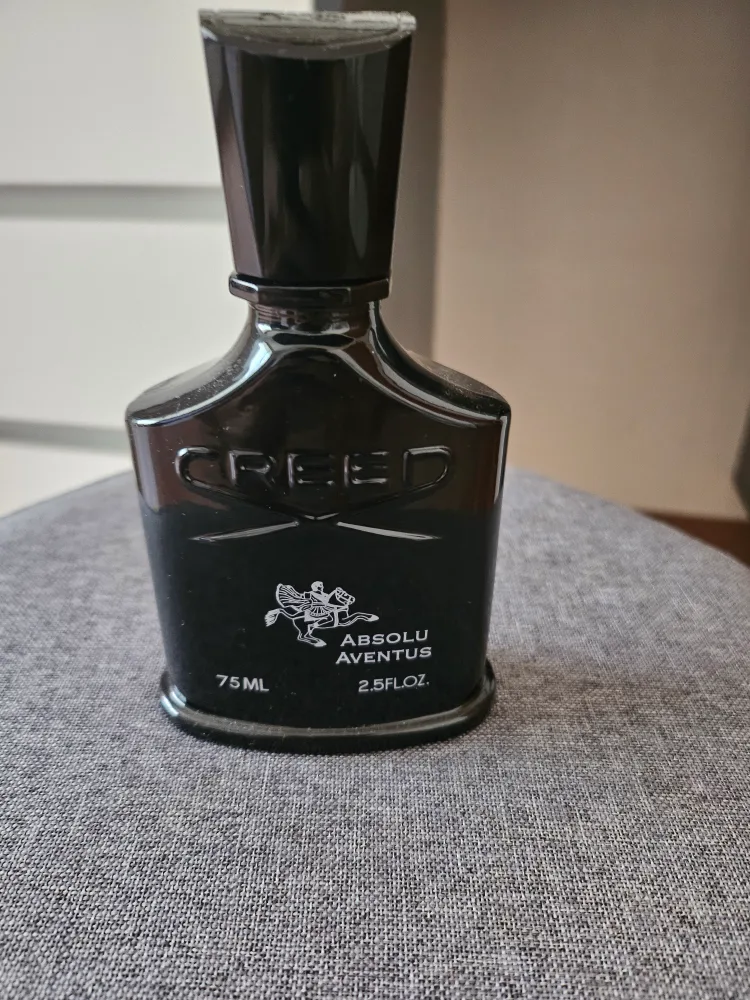 CREED
ABSOLU
AVENTUS
75ML 2.5FL.OZ.